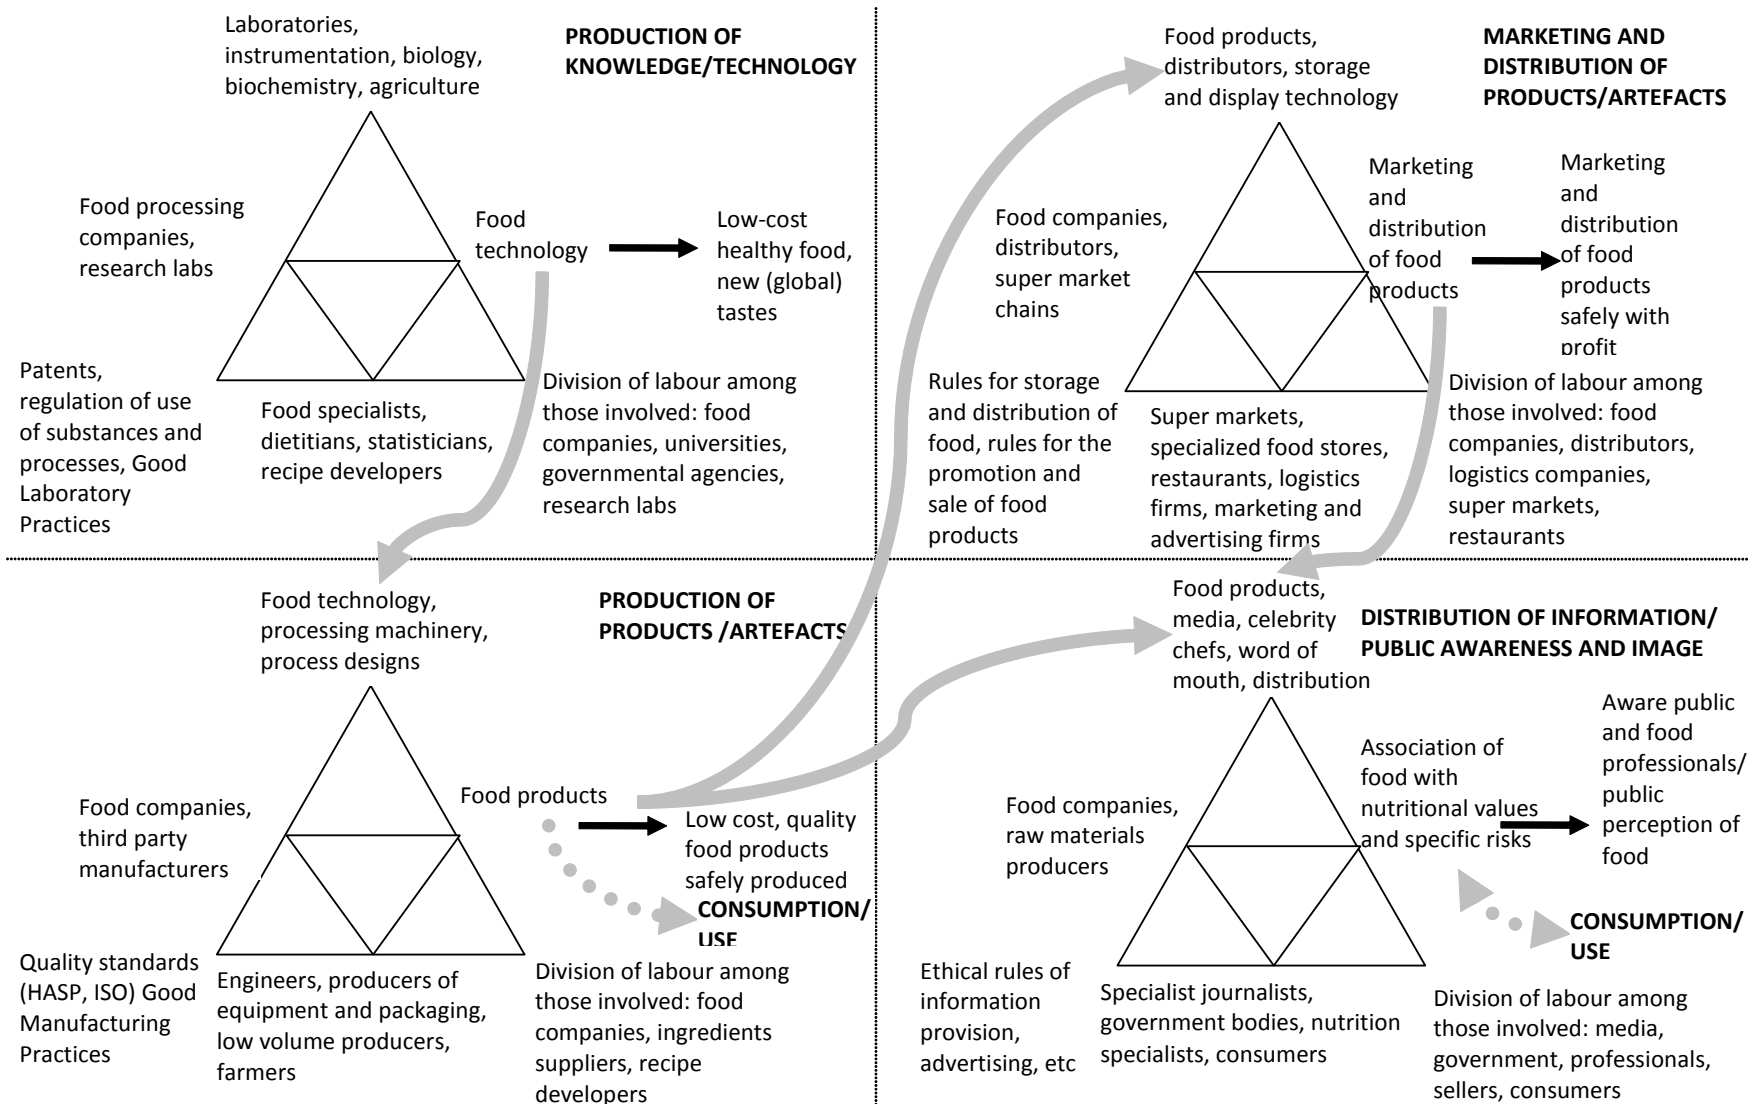 Laboratories,
instrumentation, biology,
biochemistry, agriculture
PRODUCTION OF
KNOWLEDGE/TECHNOLOGY
Food processing
companies,
research labs
Food
technology
Low-cost
healthy food,
new (global)
tastes
Patents,
regulation of use
of substances and
processes, Good
Laboratory
Practices
Food specialists,
dietitians, statisticians,
recipe developers
Division of labour among
those involved: food
companies, universities,
governmental agencies,
research labs
Food products,
distributors, storage
and display technology
MARKETING AND
DISTRIBUTION OF
PRODUCTS/ARTEFACTS
Food companies,
distributors,
super market
chains
Marketing
and
distribution
of food
products
Marketing
and
distribution
of food
products
safely with
profit
Rules for storage
and distribution of
food, rules for the
promotion and
sale of food
products
Super markets,
specialized food stores,
restaurants, logistics
firms, marketing and
advertising firms
Division of labour among
those involved: food
companies, distributors,
logistics companies,
super markets,
restaurants
Food technology,
processing machinery,
process designs
PRODUCTION OF
PRODUCTS /ARTEFACTS
Food companies,
third party
manufacturers
Food products
Low cost, quality
food products
safely produced
CONSUMPTION/
USE
Quality standards
(HASP, ISO) Good
Manufacturing
Practices
Engineers, producers of
equipment and packaging,
low volume producers,
farmers
Division of labour among
those involved: food
companies, ingredients
suppliers, recipe
developers
Food products,
media, celebrity
chefs, word of
mouth, distribution
DISTRIBUTION OF INFORMATION/
PUBLIC AWARENESS AND IMAGE
Food companies,
raw materials
producers
Association of
food with
nutritional values
and specific risks
Aware public
and food
professionals/
public
perception of
food
CONSUMPTION/
USE
Ethical rules of
information
provision,
advertising, etc
Specialist journalists,
government bodies, nutrition
specialists, consumers
Division of labour among
those involved: media,
government, professionals,
sellers, consumers